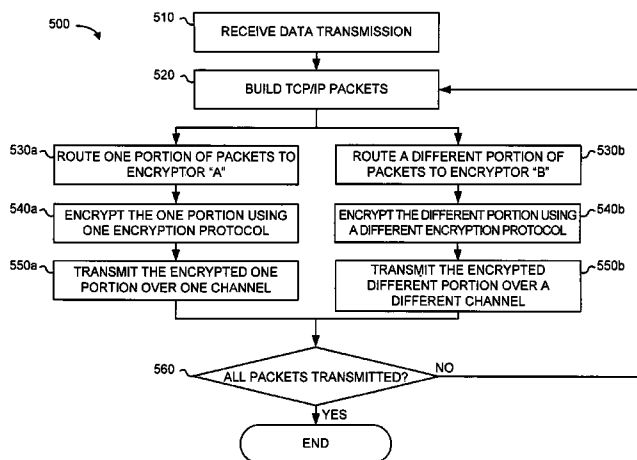 500
510
RECEIVE DATA TRANSMISSION
520
BUILD TCP/IP PACKETS
530a
ROUTE ONE PORTION OF PACKETS TO
ENCRYPTOR "A"
530b
ROUTE A DIFFERENT PORTION OF
PACKETS TO ENCRYPTOR "B"
540a
ENCRYPT THE ONE PORTION USING
ONE ENCRYPTION PROTOCOL
540b
ENCRYPT THE DIFFERENT PORTION USING
A DIFFERENT ENCRYPTION PROTOCOL
550a
TRANSMIT THE ENCRYPTED ONE
PORTION OVER ONE CHANNEL
550b
TRANSMIT THE ENCRYPTED
DIFFERENT PORTION OVER A
DIFFERENT CHANNEL
560
ALL PACKETS TRANSMITTED?
NO
YES
END